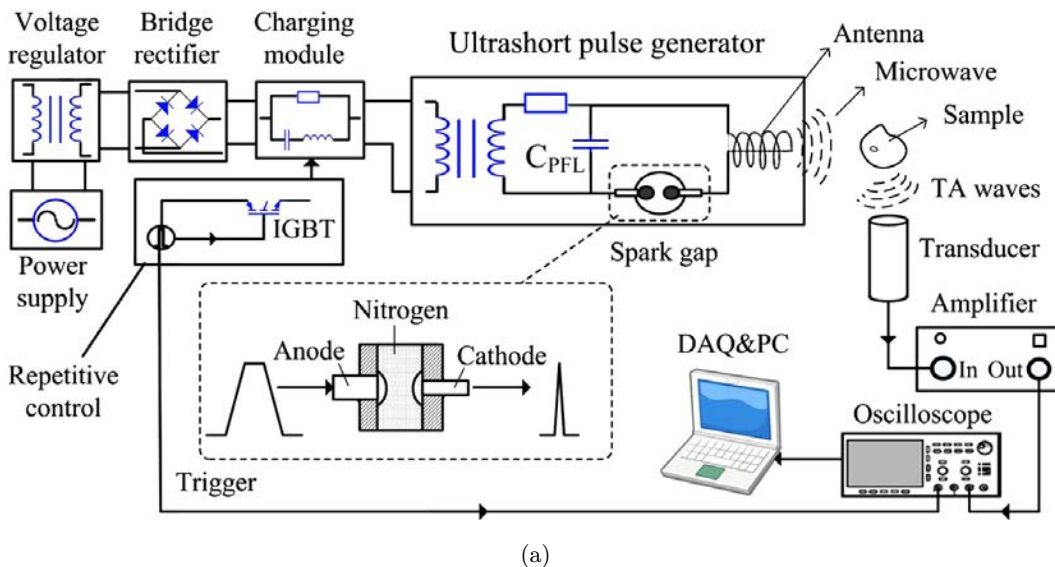 Voltage
regulator
Bridge
rectifier
Charging
module
Ultrashort pulse generator
Antenna
Microwave
Sample
C_PFL
TA waves
IGBT
Spark gap
Transducer
Power
supply
Nitrogen
Amplifier
Anode
Cathode
DAQ&PC
In Out
Repetitive
control
Oscilloscope
Trigger
(a)